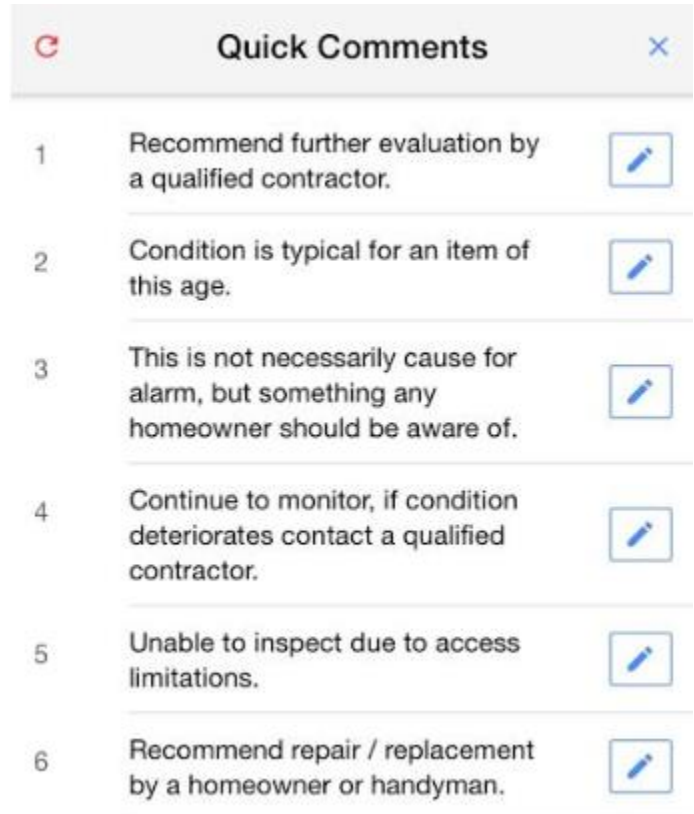 Quick Comments
1
Recommend further evaluation by
a qualified contractor.
2
Condition is typical for an item of
this age.
3
This is not necessarily cause for
alarm, but something any
homeowner should be aware of.
4
Continue to monitor, if condition
deteriorates contact a qualified
contractor.
5
Unable to inspect due to access
limitations.
6
Recommend repair / replacement
by a homeowner or handyman.